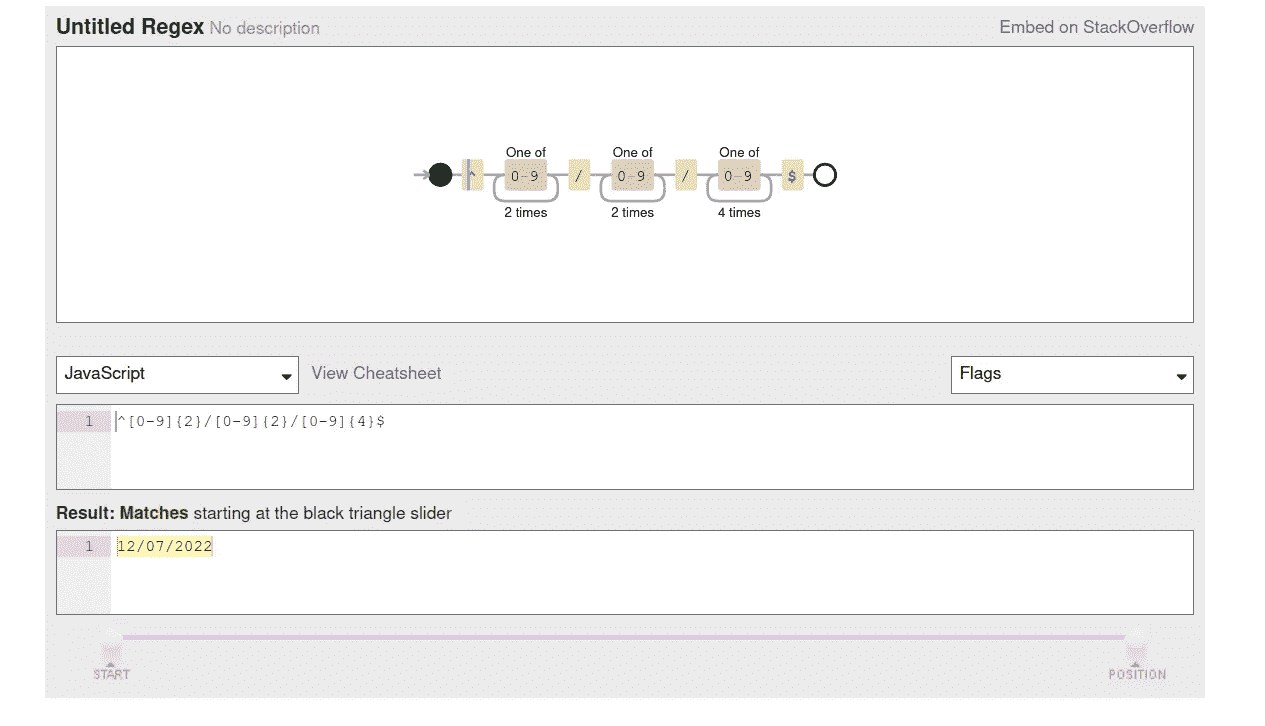 Untitled Regex No description Embed on StackOverflow
One of One of One of
^ 0-9 / 0-9 / 0-9 $
2 times 2 times 4 times
JavaScript View Cheatsheet Flags
1 ^[0-9]{2}/[0-9]{2}/[0-9]{4}$
Result: Matches starting at the black triangle slider
1 12/07/2022
START POSITION